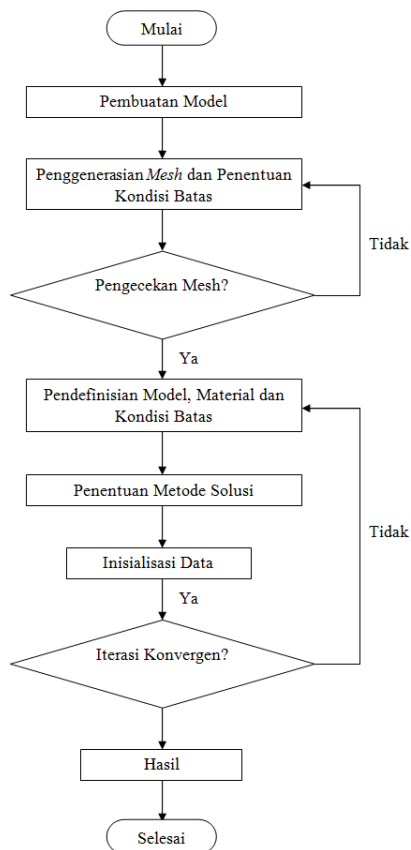 Mulai
Pembuatan Model
Penggenerasian Mesh dan Penentuan
Kondisi Batas
Tidak
Pengecekan Mesh?
Ya
Pendefinisian Model, Material dan
Kondisi Batas
Penentuan Metode Solusi
Tidak
Inisialisasi Data
Ya
Iterasi Konvergen?
Hasil
Selesai